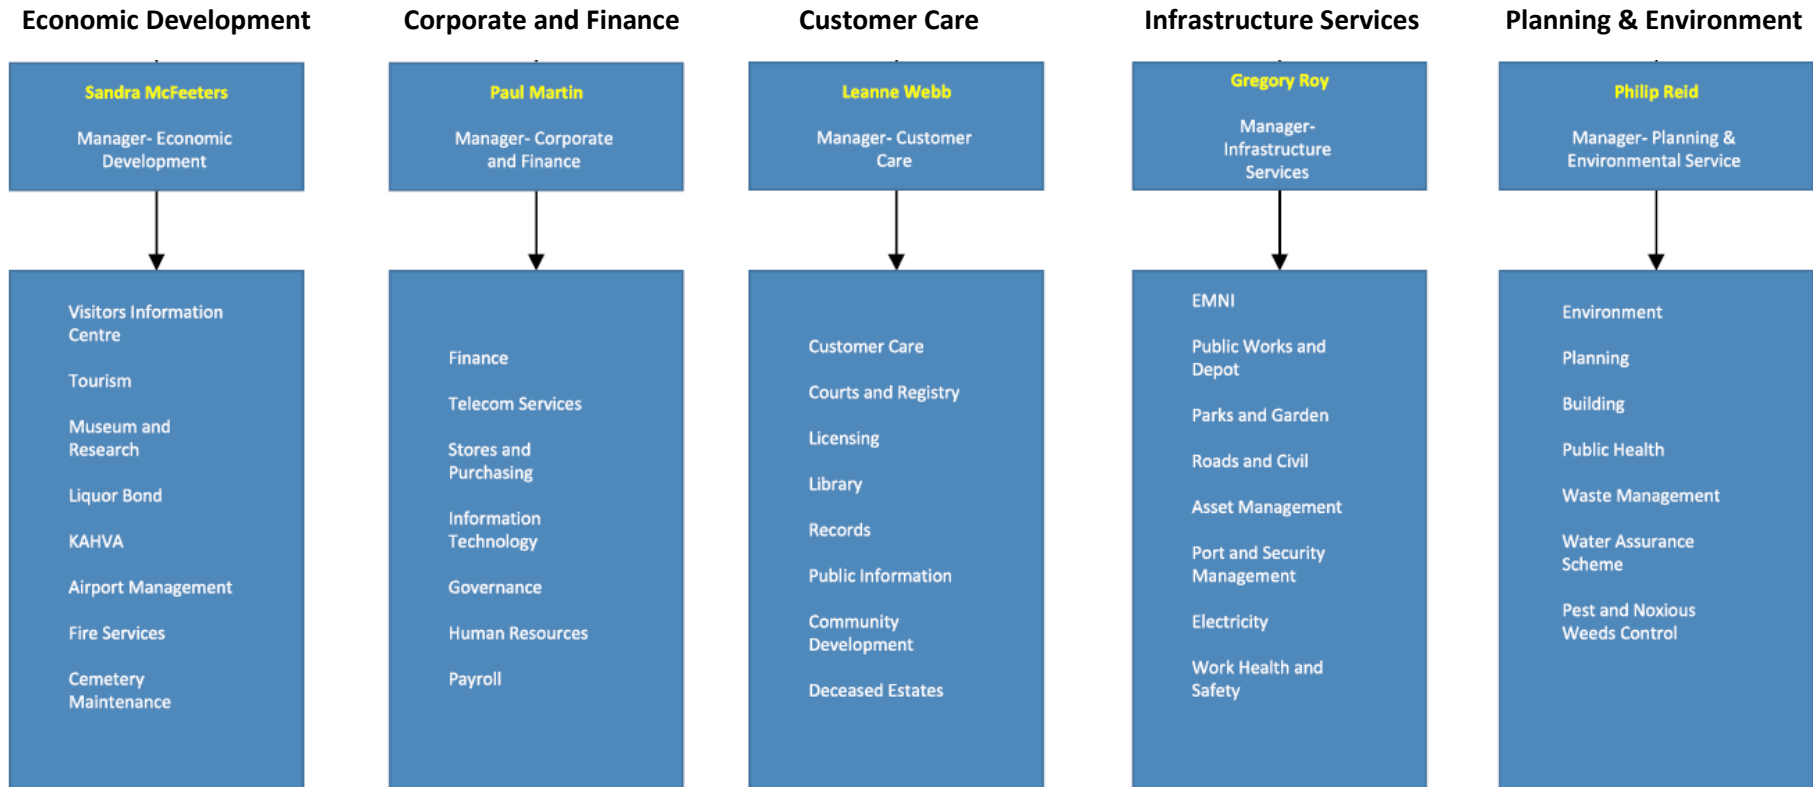 Economic Development
Sandra McFeeters
Manager- Economic
Development
Visitors Information
Centre
Tourism
Museum and
Research
Liquor Bond
KAHVA
Airport Management
Fire Services
Cemetery
Maintenance
Corporate and Finance
Paul Martin
Manager- Corporate
and Finance
Finance
Telecom Services
Stores and
Purchasing
Information
Technology
Governance
Human Resources
Payroll
Customer Care
Leanne Webb
Manager- Customer
Care
Customer Care
Courts and Registry
Licensing
Library
Records
Public Information
Community
Development
Deceased Estates
Infrastructure Services
Gregory Roy
Manager-
Infrastructure
Services
EMNI
Public Works and
Depot
Parks and Garden
Roads and Civil
Asset Management
Port and Security
Management
Electricity
Work Health and
Safety
Planning & Environment
Philip Reid
Manager- Planning &
Environmental Service
Environment
Planning
Building
Public Health
Waste Management
Water Assurance
Scheme
Pest and Noxious
Weeds Control